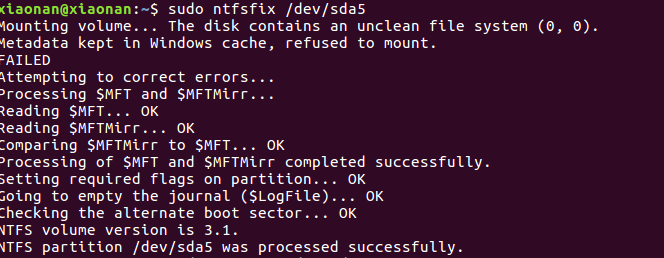 xiaonan@xiaonan:~$ sudo ntfsfix /dev/sda5
Mounting volume... The disk contains an unclean file system (0, 0).
Metadata kept in Windows cache, refused to mount.
FAILED
Attempting to correct errors...
Processing $MFT and $MFTMirr...
Reading $MFT... OK
Reading $MFTMirr... OK
Comparing $MFTMirr to $MFT... OK
Processing of $MFT and $MFTMirr completed successfully.
Setting required flags on partition... OK
Going to empty the journal ($LogFile)... OK
Checking the alternate boot sector... OK
NTFS volume version is 3.1.
NTFS partition /dev/sda5 was processed successfully.